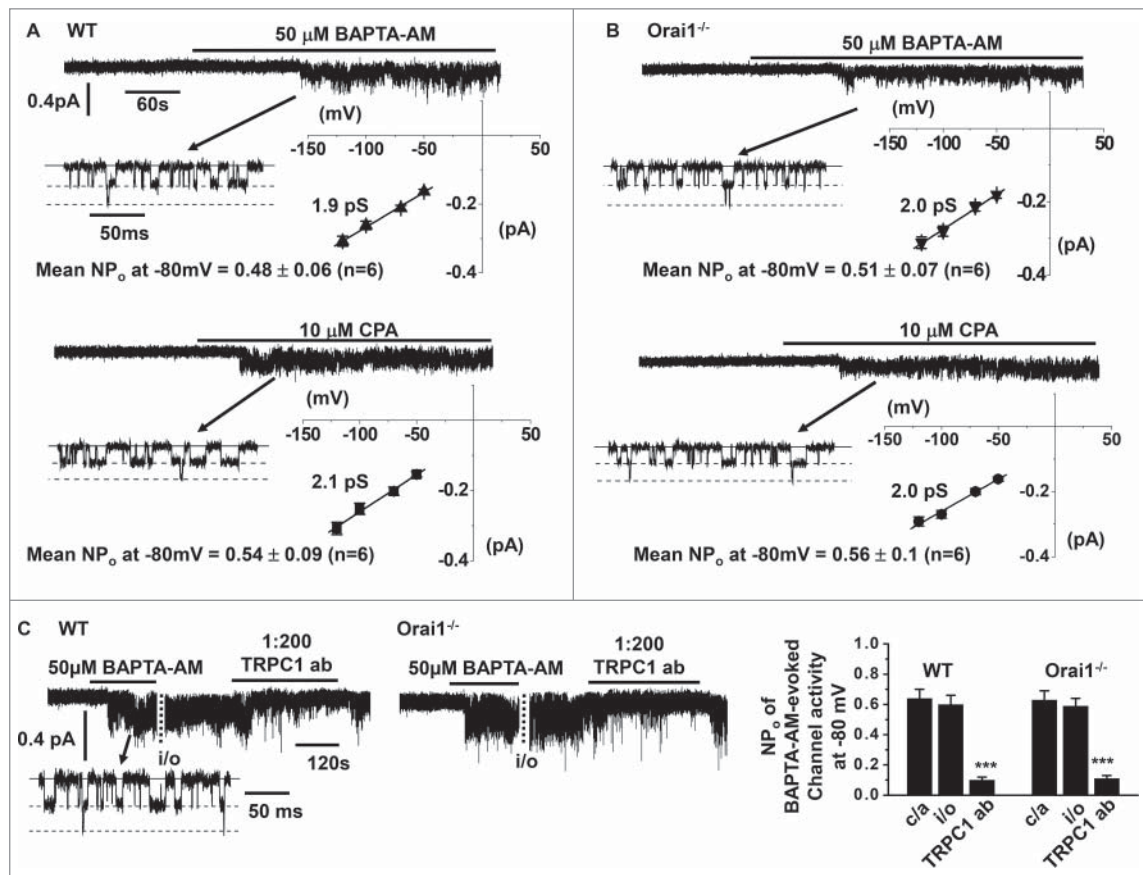 A WT
50 μM BAPTA-AM
0.4pA
60s
(mV)
-150 -100 -50 50
1.9 pS
-0.2
(pA)
-0.4
50ms
Mean NPo at -80mV = 0.48 ± 0.06 (n=6)
10 μM CPA
(mV)
-150 -100 -50 50
2.1 pS
-0.2
(pA)
-0.4
Mean NPo at -80mV = 0.54 ± 0.09 (n=6)
B Orai1-/-
50 μM BAPTA-AM
(mV)
-150 -100 -50 50
2.0 pS
-0.2
(pA)
-0.4
Mean NPo at -80mV = 0.51 ± 0.07 (n=6)
10 μM CPA
(mV)
-150 -100 -50 50
2.0 pS
-0.2
(pA)
-0.4
Mean NPo at -80mV = 0.56 ± 0.1 (n=6)
C WT
50μM BAPTA-AM
1:200
TRPC1 ab
0.4 pA
i/o
120s
50 ms
Orai1-/-
50μM BAPTA-AM
1:200
TRPC1 ab
i/o
NPo of
BAPTA-AM-evoked
Channel activity
at -80 mV
1.0
0.8
0.6
0.4
0.2
0.0
WT
Orai1-/-
***
***
c/a
i/o
TRPC1 ab
c/a
i/o
TRPC1 ab